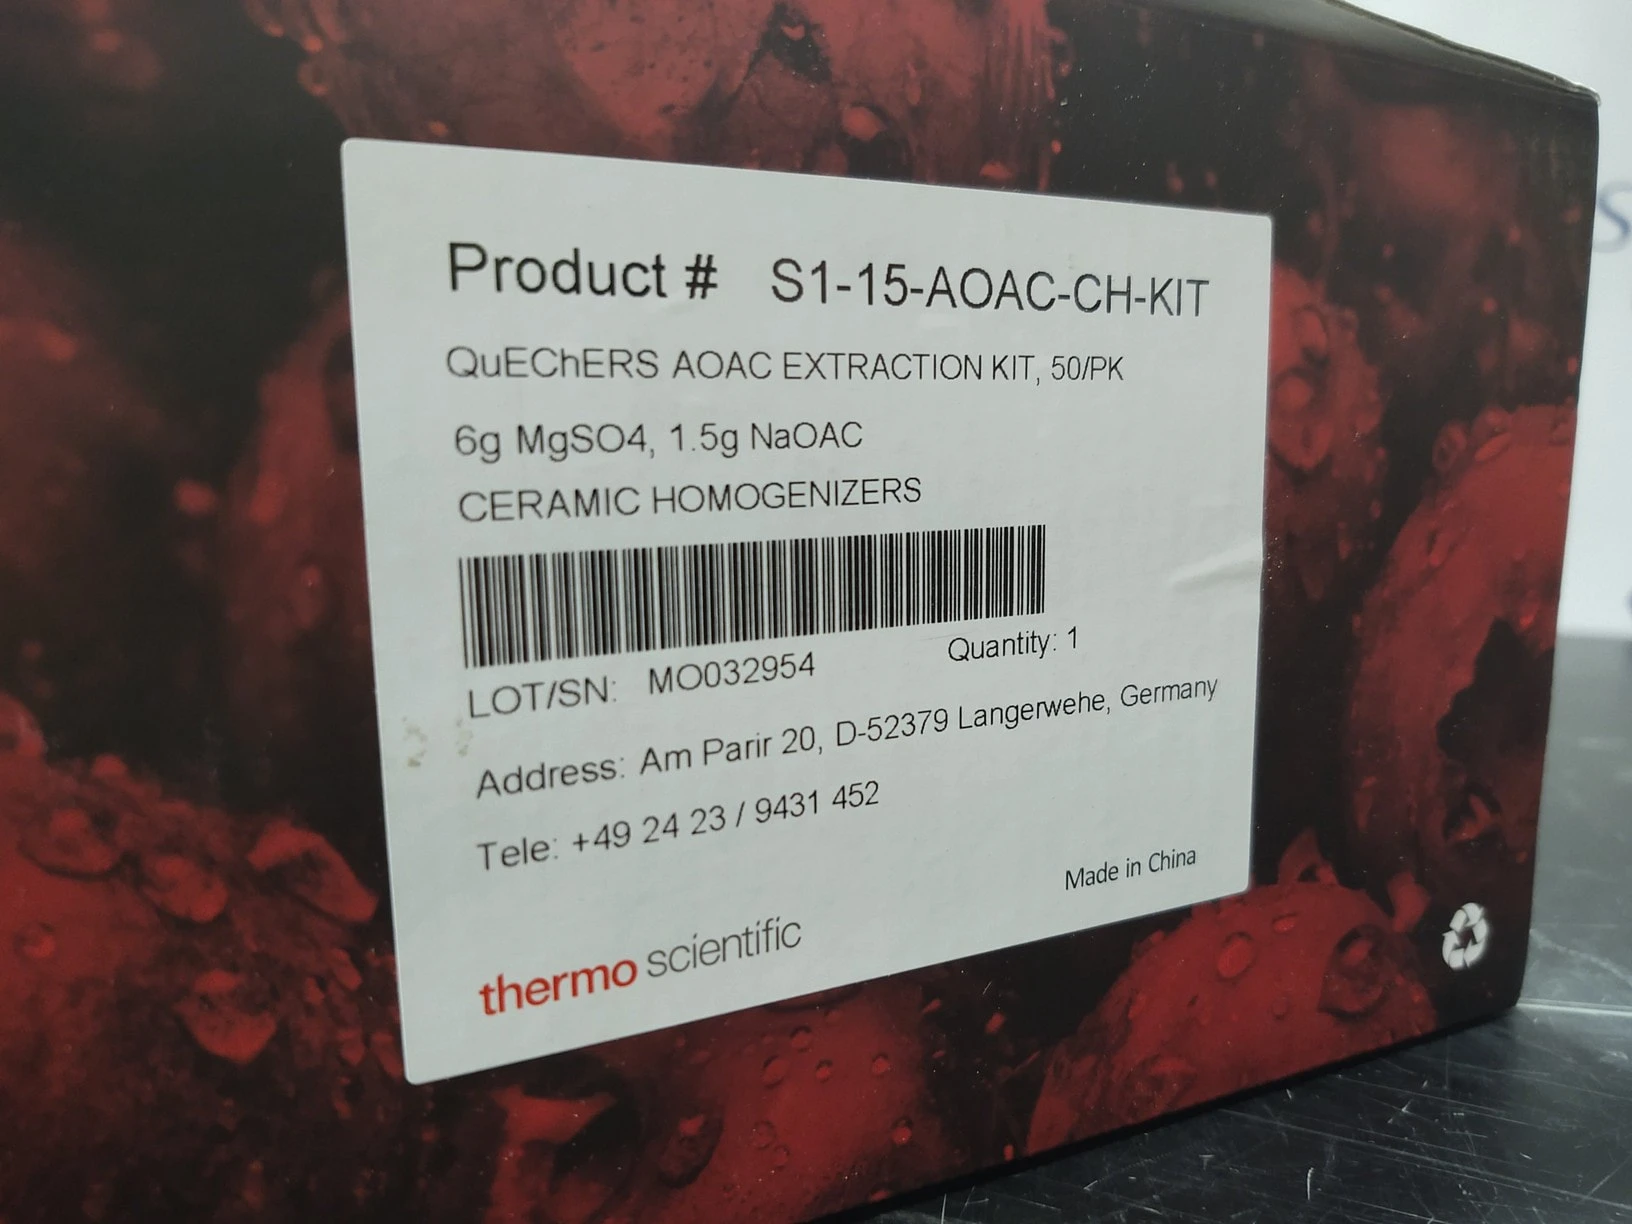 Product # S1-15-AOAC-CH-KIT
QuEChERS AOAC EXTRACTION KIT, 50/PK
6g MgSO4, 1.5g NaOAC
CERAMIC HOMOGENIZERS
LOT/SN: MO032954 Quantity: 1
Address: Am Parir 20, D-52379 Langerwehe, Germany
Tele: +49 24 23 / 9431 452
Made in China
thermo scientific